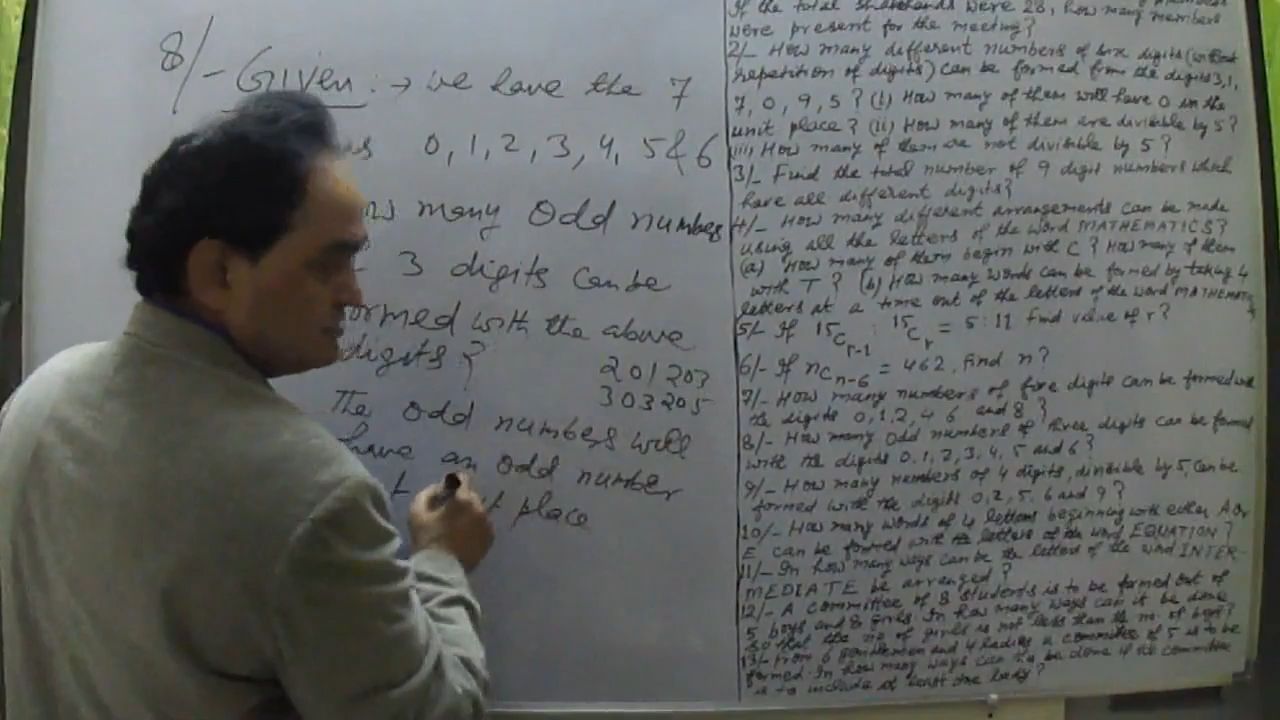 8/- Given :→ we have the 7
0, 1, 2, 3, 4, 5 & 6
many Odd number
3 digits can be
formed with the above
digits ?
201203
303205
The odd numbers will
have an odd number
place
If the total shakehands were 28, how many members
were present for the meeting?
2/- How many different numbers of six digits (without
repetition of digits) can be formed from the digits 3, 1,
7, 0, 9, 5 ? (i) How many of them will have 0 in the
unit place? (ii) How many of them are divisible by 5 ?
(iii) How many of them are not divisible by 5 ?
3/- Find the total number of 9 digit numbers which
have all different digits?
4/- How many different arrangements can be made
using all the letters of the word MATHEMATICS?
(a) How many of them begin with C ? How many of them
with T ? (b) How many words can be formed by taking 4
letters at a time out of the letters of the word MATHEMATICS
5/- If 15Cr-1 : 15Cr = 5:11 find value of r ?
6/- If nCn-6 = 462, find n ?
7/- How many numbers of five digits can be formed with
the digits 0, 1, 2, 4 6 and 8 ?
8/- How many odd numbers of three digits can be formed
with the digits 0, 1, 2, 3, 4, 5 and 6 ?
9/- How many numbers of 4 digits, divisible by 5, can be
formed with the digits 0, 2, 5, 6 and 9 ?
10/- How many words of 4 letters beginning with either A or
E can be formed with the letters of the word EQUATION ?
11/- In how many ways can be the letters of the word INTER-
MEDIATE be arranged ?
12/- A committee of 8 students is to be formed out of
5 boys and 8 girls. In how many ways can it be done
so that the no. of girls is not less than the no. of boys?
13/- From 6 gentlemen and 4 ladies a committee of 5 is to be
formed. In how many ways can be done if the committee
is to include at least one lady ?